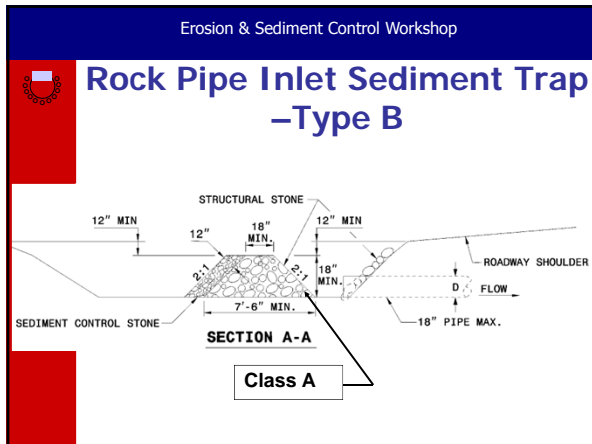 Erosion & Sediment Control Workshop
Rock Pipe Inlet Sediment Trap
–Type B
STRUCTURAL STONE
12" MIN
12"
18"
MIN.
12" MIN
2:1
2:1
18"
MIN.
ROADWAY SHOULDER
D
FLOW
7'-6" MIN.
SEDIMENT CONTROL STONE
18" PIPE MAX.
SECTION A-A
Class A